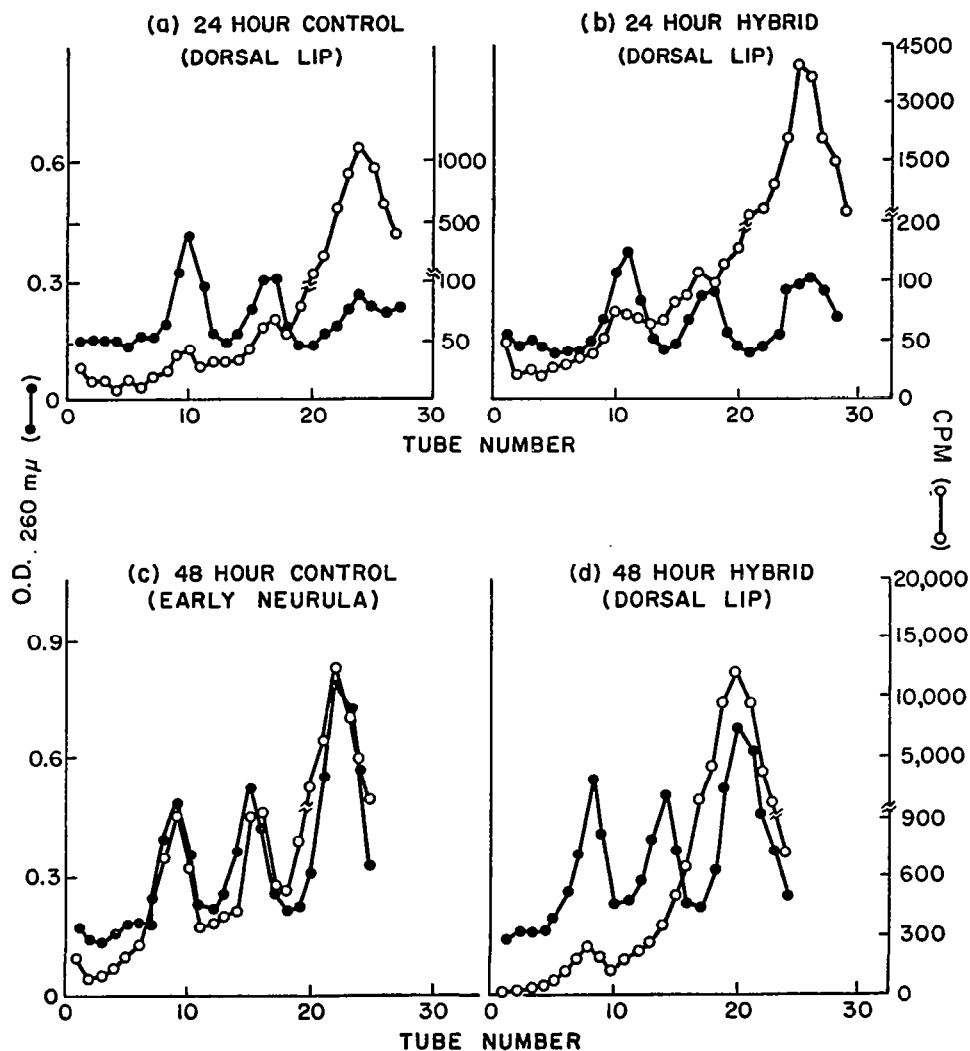 (a) 24 HOUR CONTROL
(DORSAL LIP)
(b) 24 HOUR HYBRID
(DORSAL LIP)
0.6
0.3
0
1000
500
100
50
4500
3000
1500
200
100
50
0
0 10 20 30
0 10 20 30
TUBE NUMBER
O.D. 260 mμ
CPM
(c) 48 HOUR CONTROL
(EARLY NEURULA)
(d) 48 HOUR HYBRID
(DORSAL LIP)
0.9
0.6
0.3
0
20,000
15,000
10,000
5,000
900
600
300
0
0 10 20 30
0 10 20 30
TUBE NUMBER